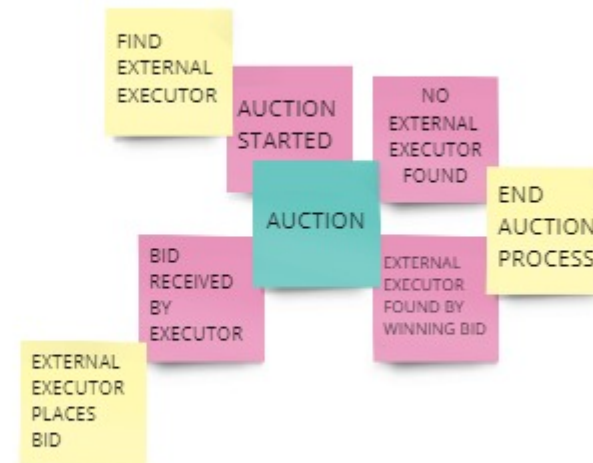 FIND
EXTERNAL
EXECUTOR
AUCTION
STARTED
NO
EXTERNAL
EXECUTOR
FOUND
AUCTION
END
AUCTION
PROCESS
BID
RECEIVED
BY
EXECUTOR
EXTERNAL
EXECUTOR
FOUND BY
WINNING BID
EXTERNAL
EXECUTOR
PLACES
BID